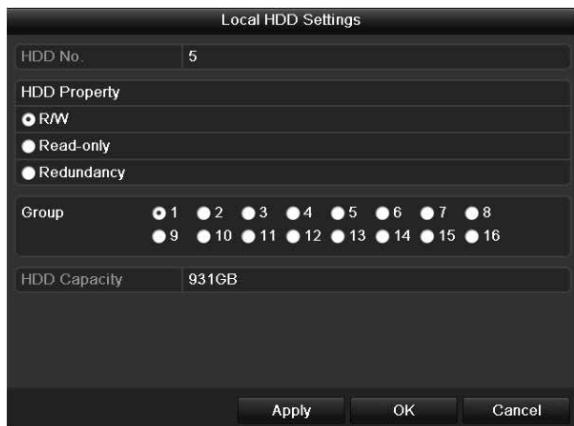 Local HDD Settings
HDD No. 5
HDD Property
R/W
Read-only
Redundancy
Group 1 2 3 4 5 6 7 8
9 10 11 12 13 14 15 16
HDD Capacity 931GB
Apply OK Cancel